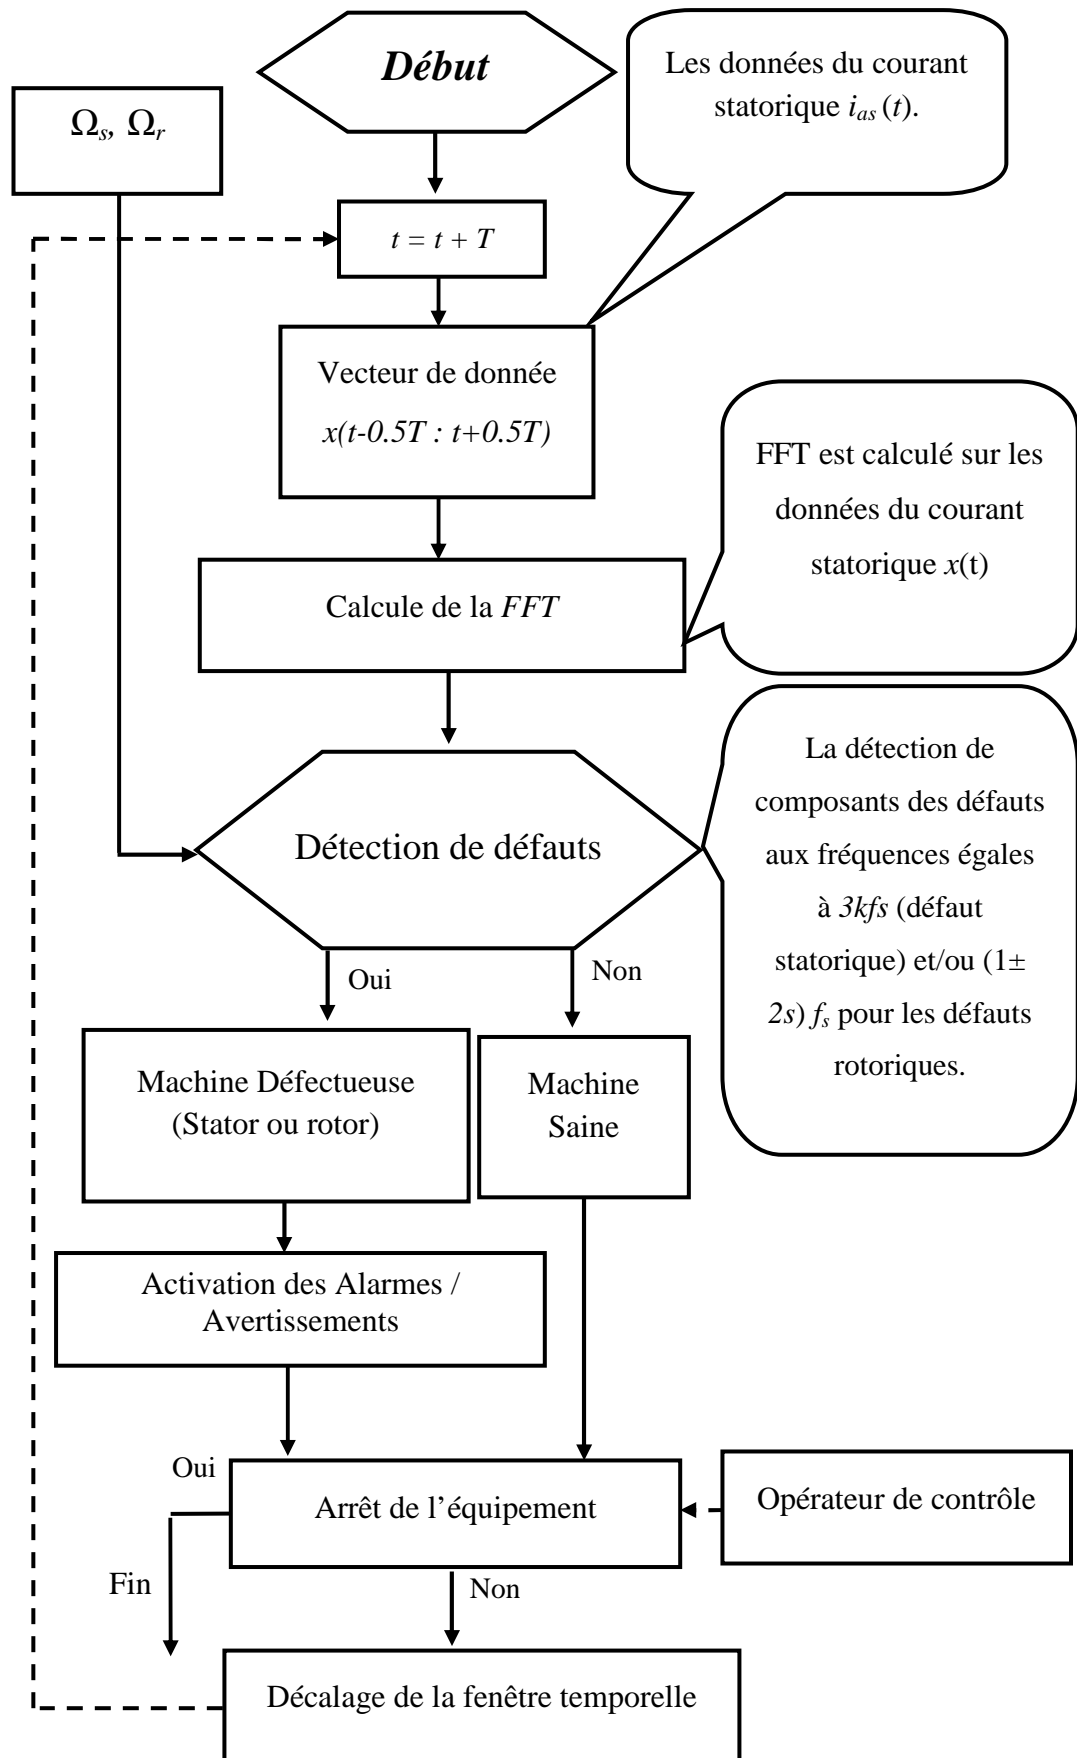 Début
Les données du courant
statorique ias (t).
Ωs, Ωr
t = t + T
Vecteur de donnée
x(t-0.5T : t+0.5T)
FFT est calculé sur les
données du courant
statorique x(t)
Calcule de la FFT
La détection de
composants des défauts
aux fréquences égales
à 3kfs (défaut
statorique) et/ou (1±
2s) fs pour les défauts
rotoriques.
Détection de défauts
Oui
Non
Machine Défectueuse
(Stator ou rotor)
Machine
Saine
Activation des Alarmes /
Avertissements
Oui
Arrêt de l’équipement
Opérateur de contrôle
Fin
Non
Décalage de la fenêtre temporelle